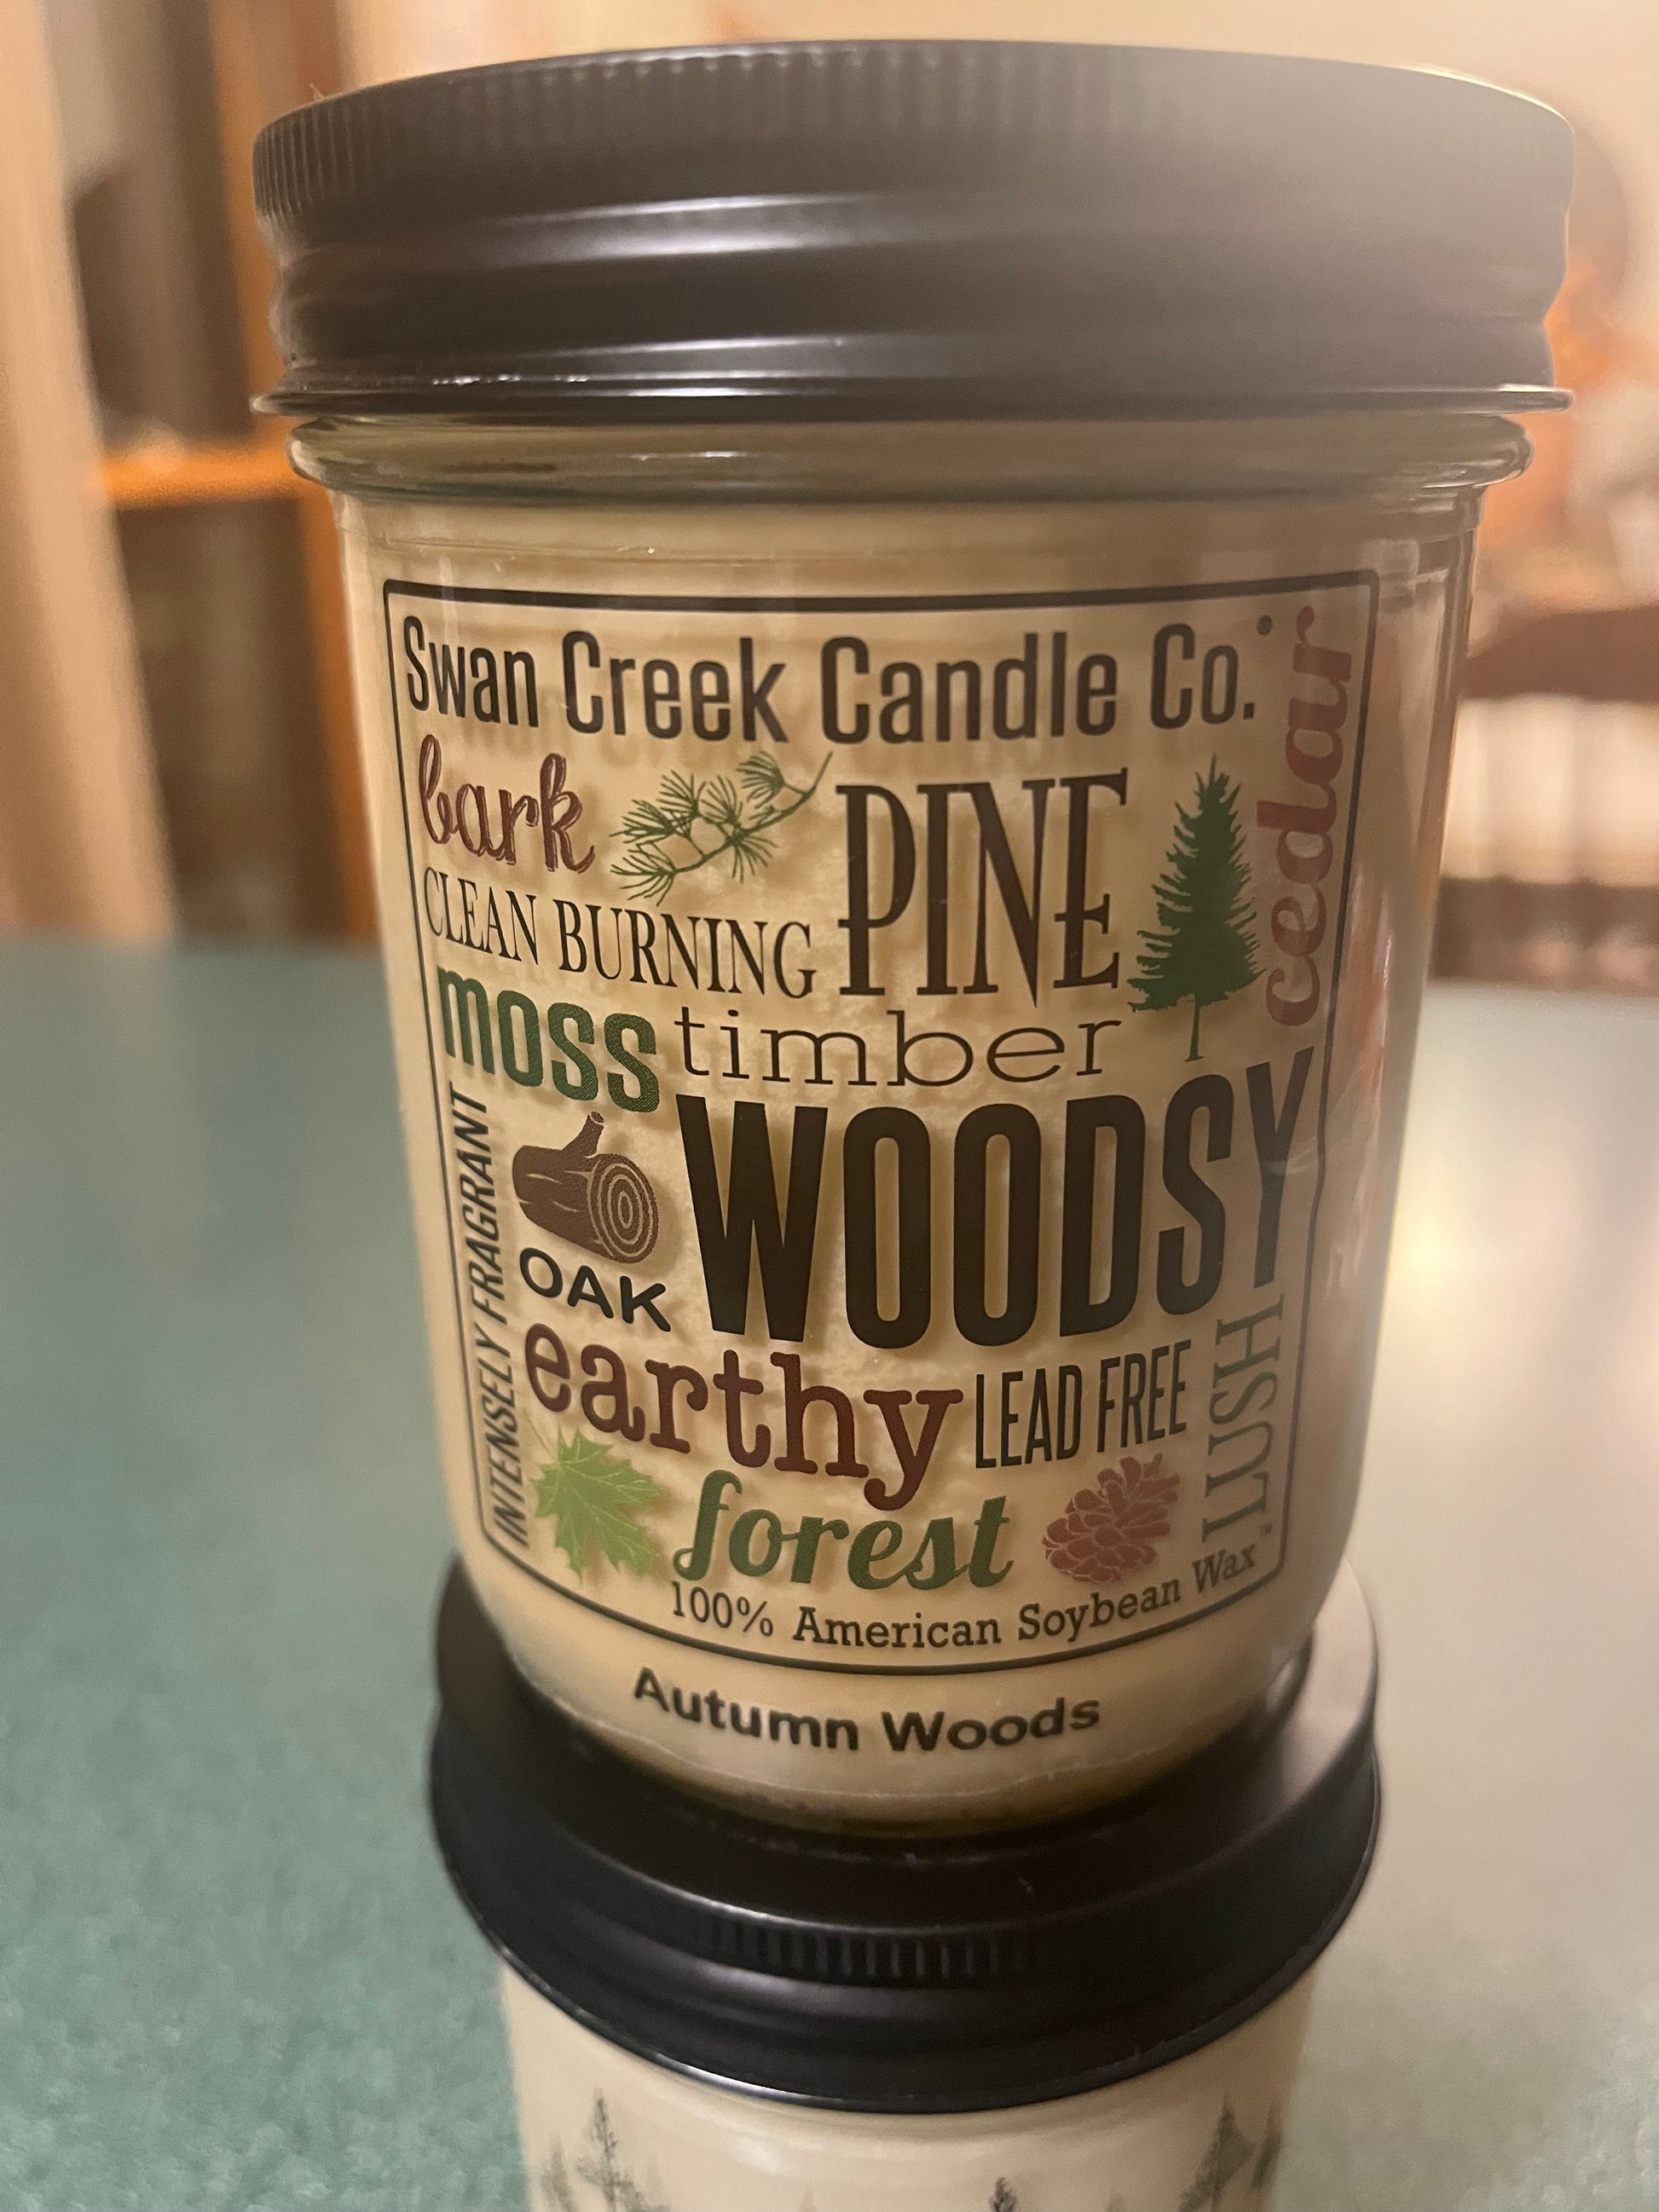 Swan Creek Candle Co.
cedar
bark
PINE
CLEAN BURNING
moss
timber
WOODSY
INTENSELY FRAGRANT
OAK
earthy
LEAD FREE
LUSH
forest
100% American Soybean Wax
Autumn Woods